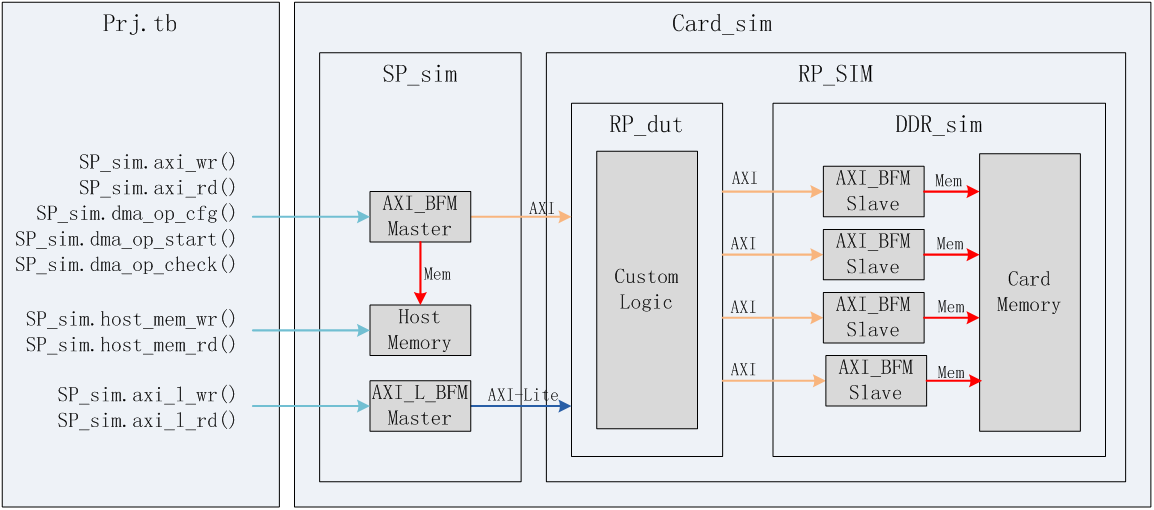 Prj.tb
SP_sim.axi_wr()
SP_sim.axi_rd()
SP_sim.dma_op_cfg()
SP_sim.dma_op_start()
SP_sim.dma_op_check()
SP_sim.host_mem_wr()
SP_sim.host_mem_rd()
SP_sim.axi_l_wr()
SP_sim.axi_l_rd()
Card_sim
SP_sim
AXI_BFM
Master
AXI
Mem
Host
Memory
AXI_L_BFM
Master
AXI-Lite
RP_SIM
RP_dut
Custom
Logic
AXI
AXI
AXI
AXI
DDR_sim
AXI_BFM
Slave
Mem
AXI_BFM
Slave
Mem
AXI_BFM
Slave
Mem
AXI_BFM
Slave
Mem
Card
Memory